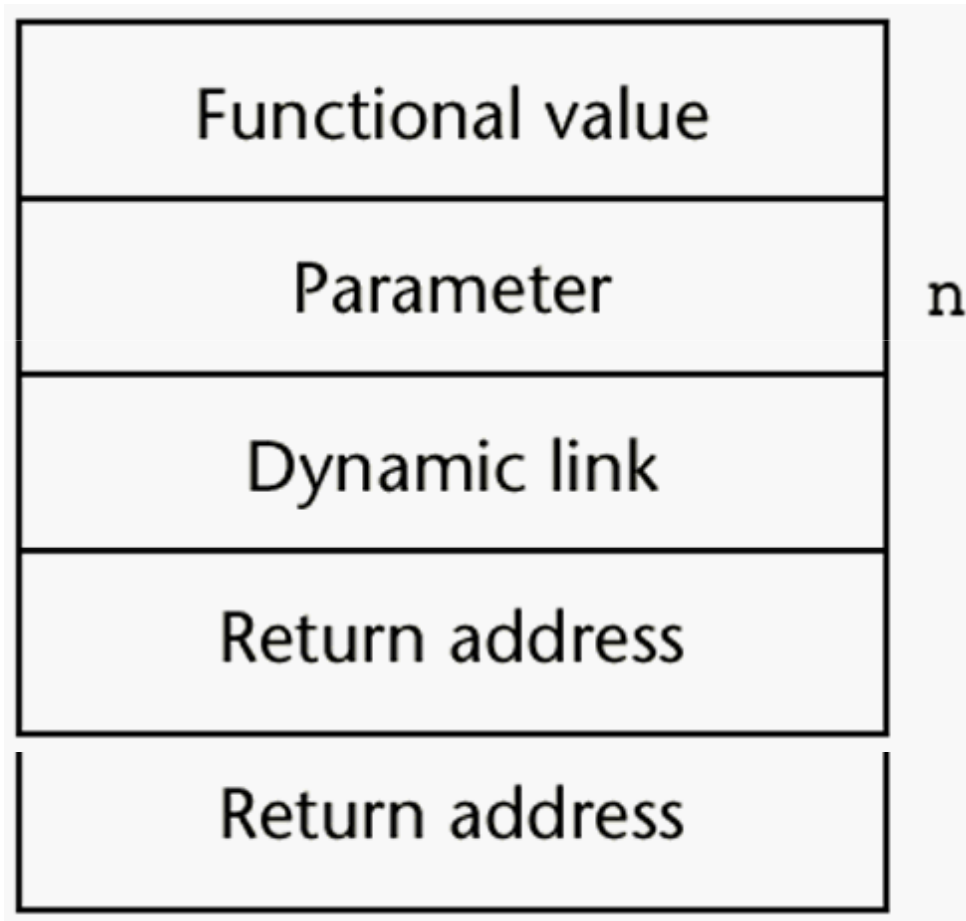 Functional value
Parameter n
Dynamic link
Return address
Return address